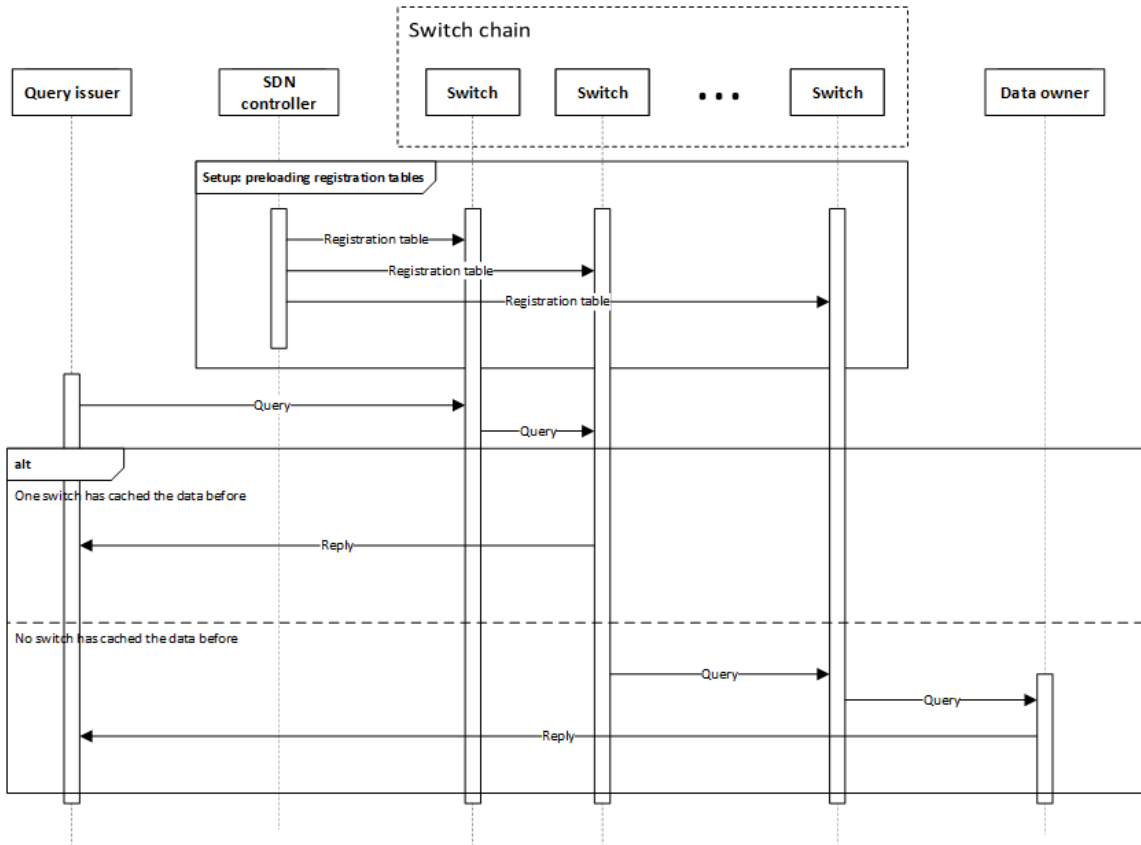 Switch chain
Query issuer
SDN
controller
Switch
Switch
...
Switch
Data owner
Setup: preloading registration tables
Registration table
Registration table
Registration table
Query
Query
alt
One switch has cached the data before
Reply
No switch has cached the data before
Query
Query
Reply